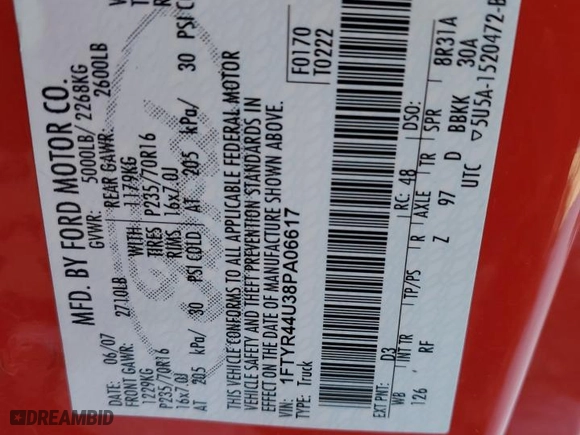 MFD. BY FORD MOTOR CO.
DATE: 06/07 GVWR: 5000LB/ 2268KG
FRONT GAWR: 2710LB REAR GAWR: 2600LB
1229KG WITH 1179KG WITH
P235/70R16 TIRES P235/70R16 TIRES
16x7.0J RIMS 16x7.0J RIMS
AT 205 kPa/ 30 PSI COLD AT 205 kPa/ 30 PSI COLD
THIS VEHICLE CONFORMS TO ALL APPLICABLE FEDERAL MOTOR
VEHICLE SAFETY AND THEFT PREVENTION STANDARDS IN
EFFECT ON THE DATE OF MANUFACTURE SHOWN ABOVE.
VIN: 1FTYR44U38PA06617
TYPE: Truck
F0170
T0222
EXT PNT: D3 RC: 48 DSO:
WB INT TR TP/PS R AXLE TR SPR BR31A
126 RF Z 97 D BBKK 30A
UTC ▽5U5A-1520472-B
DREAMBID